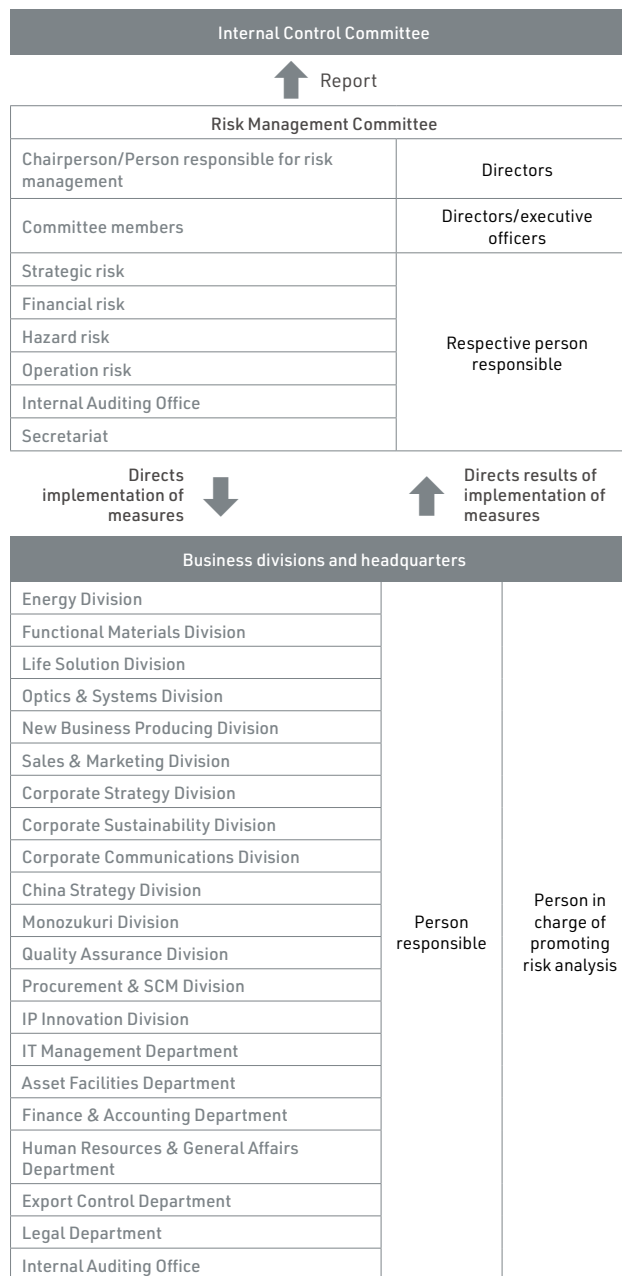 Internal Control Committee
Report
Risk Management Committee
Chairperson/Person responsible for risk
management
Directors
Committee members
Directors/executive
officers
Strategic risk
Financial risk
Hazard risk
Operation risk
Internal Auditing Office
Secretariat
Respective person
responsible
Directs
implementation of
measures
Directs results of
implementation of
measures
Business divisions and headquarters
Energy Division
Functional Materials Division
Life Solution Division
Optics & Systems Division
New Business Producing Division
Sales & Marketing Division
Corporate Strategy Division
Corporate Sustainability Division
Corporate Communications Division
China Strategy Division
Monozukuri Division
Quality Assurance Division
Procurement & SCM Division
IP Innovation Division
IT Management Department
Asset Facilities Department
Finance & Accounting Department
Human Resources & General Affairs
Department
Export Control Department
Legal Department
Internal Auditing Office
Person
responsible
Person in
charge of
promoting
risk analysis